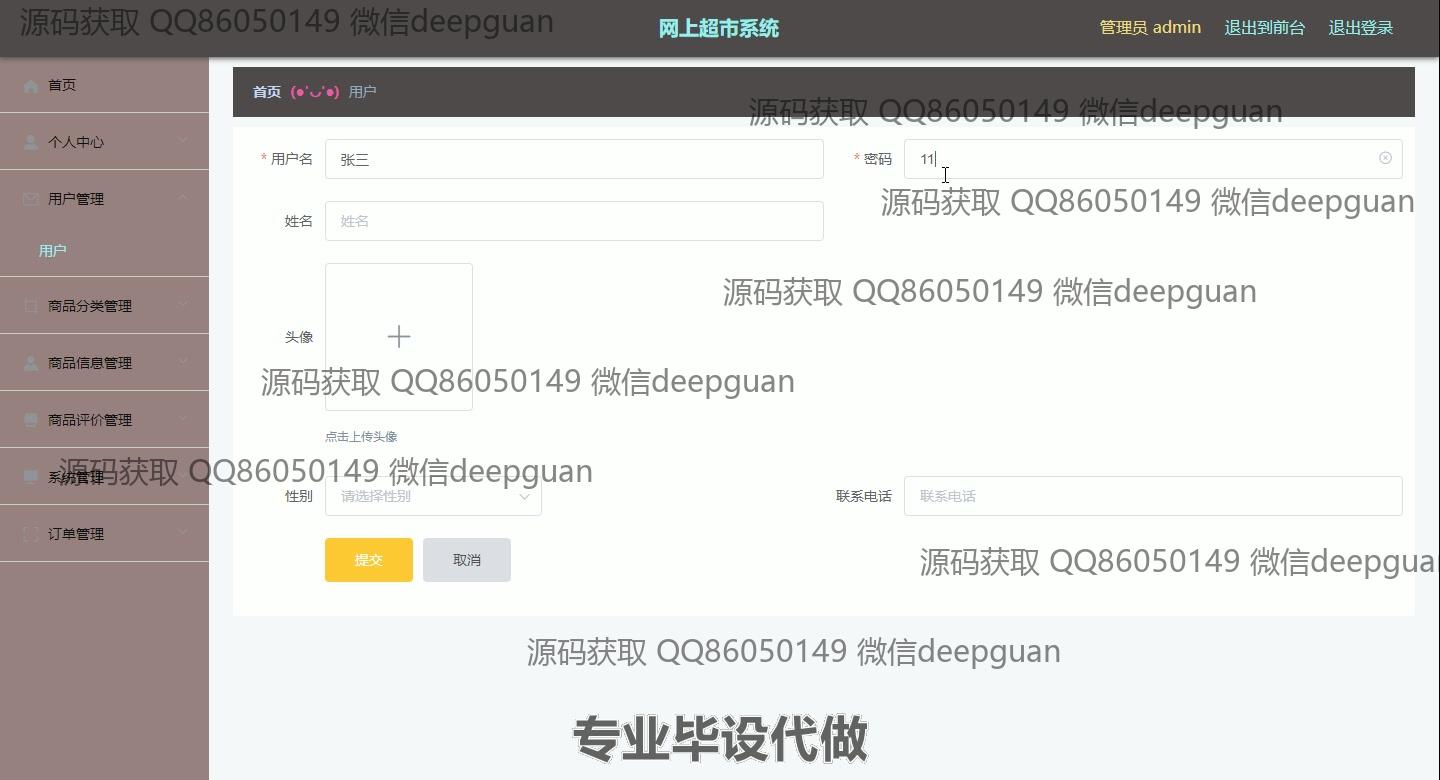 源码获取 QQ86050149 微信deepguan
网上超市系统
管理员 admin 退出到前台 退出登录
首页
个人中心
用户管理
用户
商品分类管理
商品信息管理
商品评价管理
系统管理
订单管理
首页 (●'◡'●) 用户
源码获取 QQ86050149 微信deepguan
* 用户名 张三
* 密码 11
源码获取 QQ86050149 微信deepguan
姓名 姓名
源码获取 QQ86050149 微信deepguan
头像
源码获取 QQ86050149 微信deepguan
点击上传头像
源码获取 QQ86050149 微信deepguan
性别 请选择性别
联系电话 联系电话
提交 取消
源码获取 QQ86050149 微信deepgua
源码获取 QQ86050149 微信deepguan
专业毕设代做